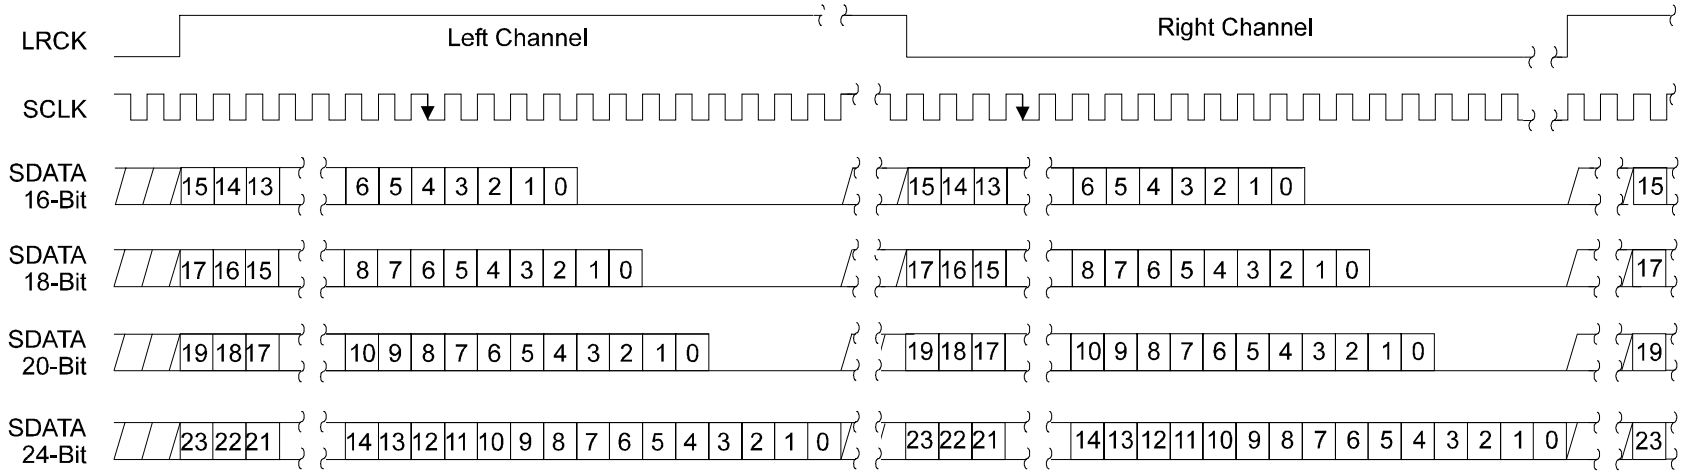 LRCK Left Channel Right Channel
SCLK
SDATA
16-Bit
15 14 13 6 5 4 3 2 1 0 15 14 13 6 5 4 3 2 1 0 15
SDATA
18-Bit
17 16 15 8 7 6 5 4 3 2 1 0 17 16 15 8 7 6 5 4 3 2 1 0 17
SDATA
20-Bit
19 18 17 10 9 8 7 6 5 4 3 2 1 0 19 18 17 10 9 8 7 6 5 4 3 2 1 0 19
SDATA
24-Bit
23 22 21 14 13 12 11 10 9 8 7 6 5 4 3 2 1 0 23 22 21 14 13 12 11 10 9 8 7 6 5 4 3 2 1 0 23